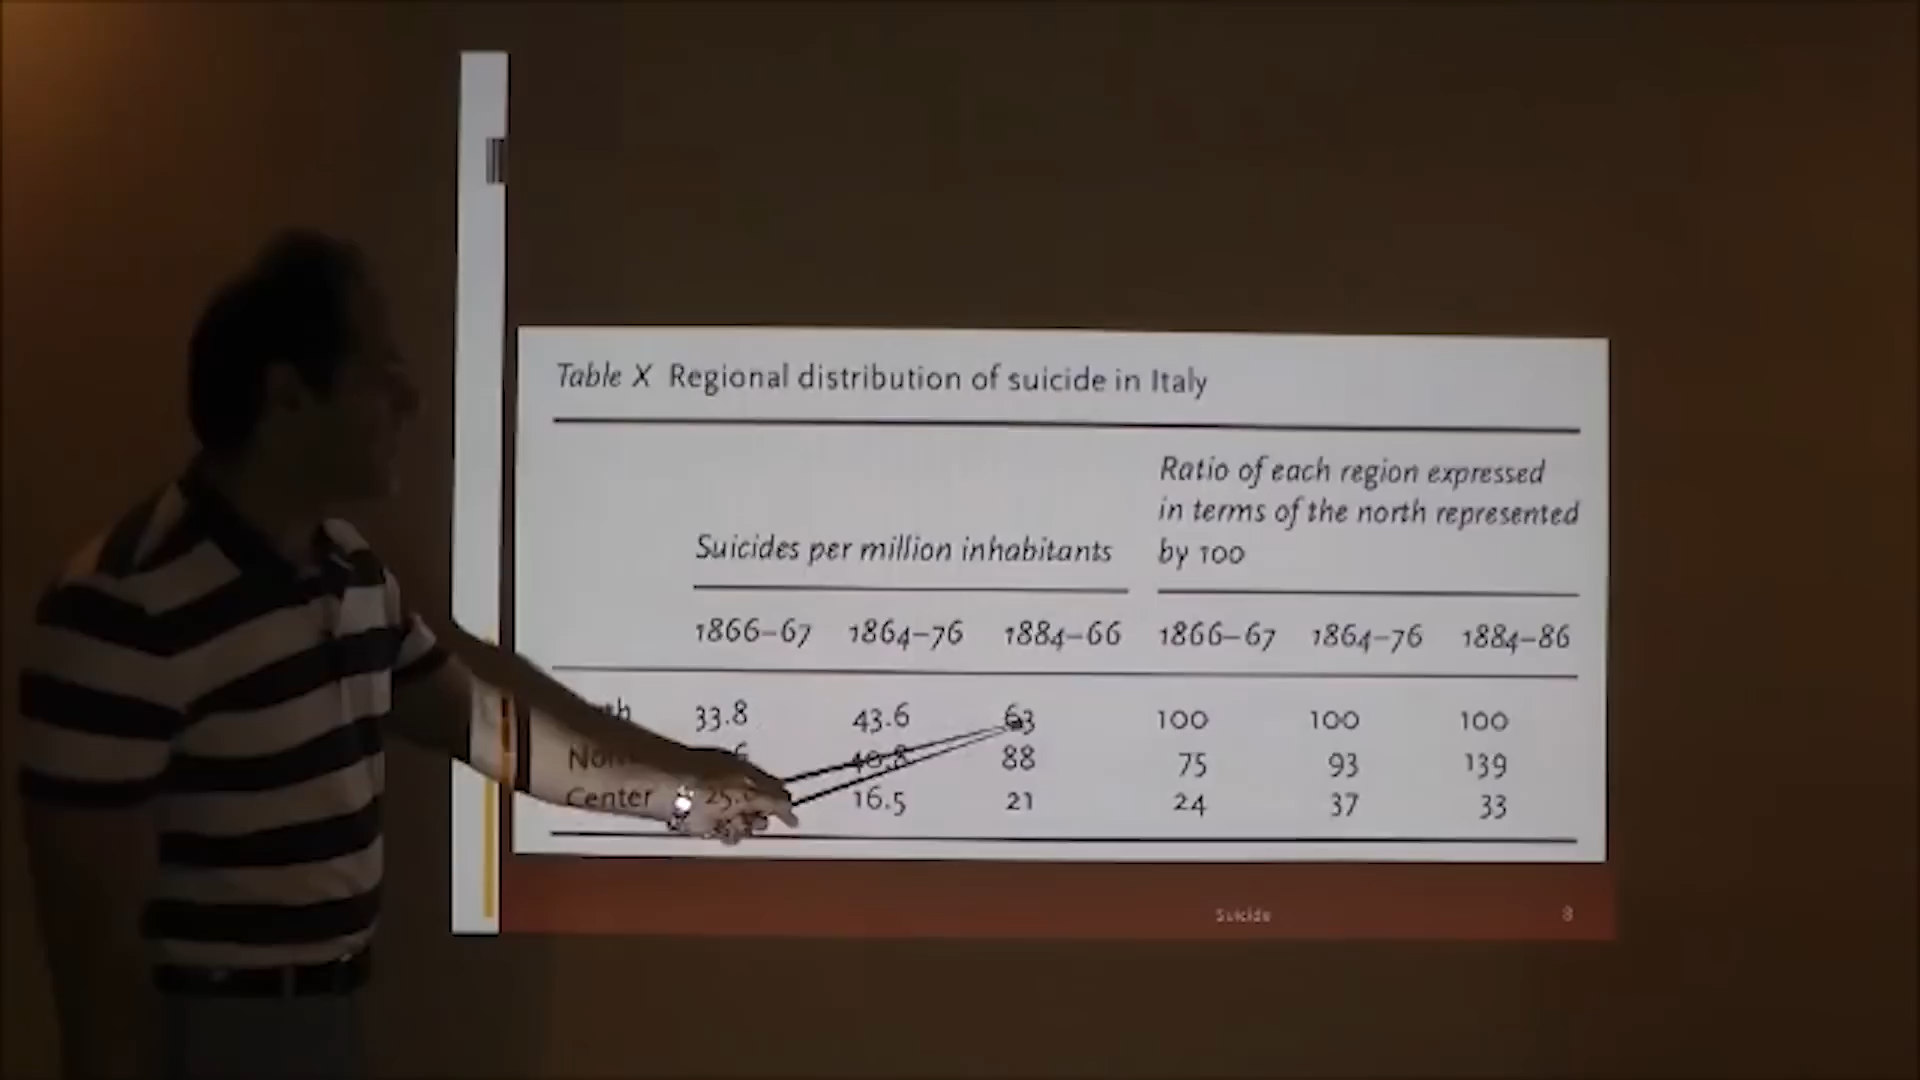 Table X Regional distribution of suicide in Italy
Ratio of each region expressed
in terms of the north represented
Suicides per million inhabitants by 100
1866–67 1864–76 1884–66 1866–67 1864–76 1884–86
33.8 43.6 63 100 100 100
40.8 88 75 93 139
Center 16.5 21 24 37 33
Suicide 8